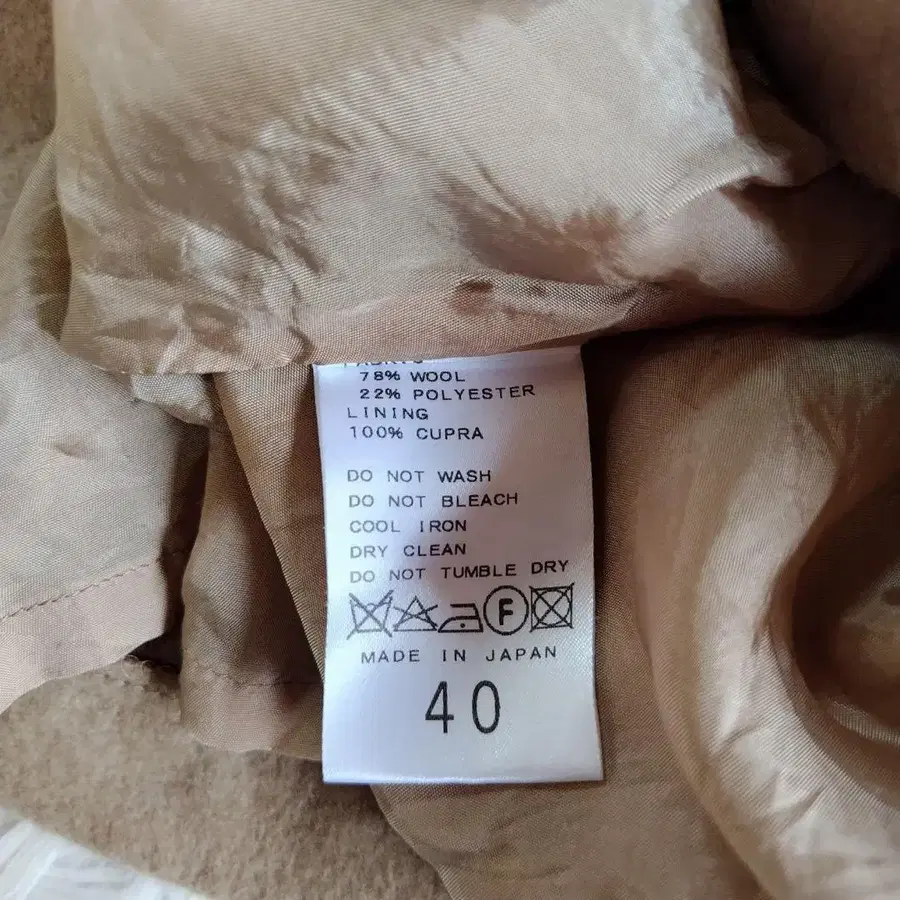 78% WOOL
22% POLYESTER
LINING
100% CUPRA
DO NOT WASH
DO NOT BLEACH
COOL IRON
DRY CLEAN
DO NOT TUMBLE DRY
F
MADE IN JAPAN
40